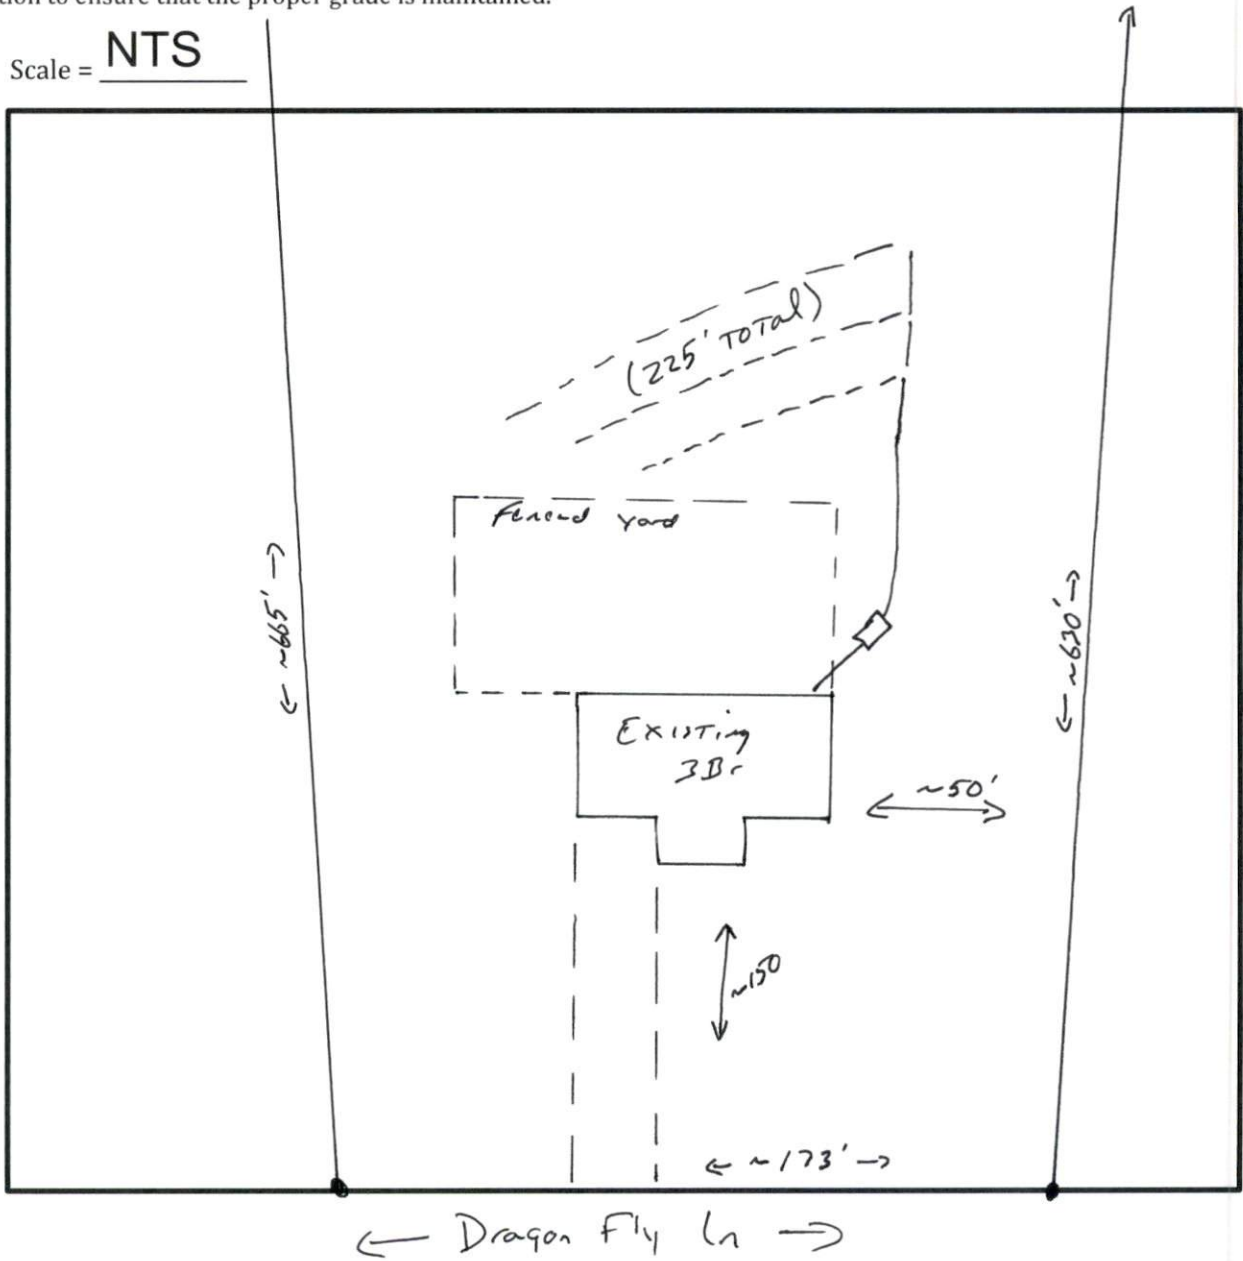 tion to ensure that the proper grade is maintained.
Scale = NTS
(225' TOTAL)
Fenced yard
← ~665' →
← ~630' →
Existing
3Br
~50'
~150
← ~173' →
← Dragon Fly Ln →